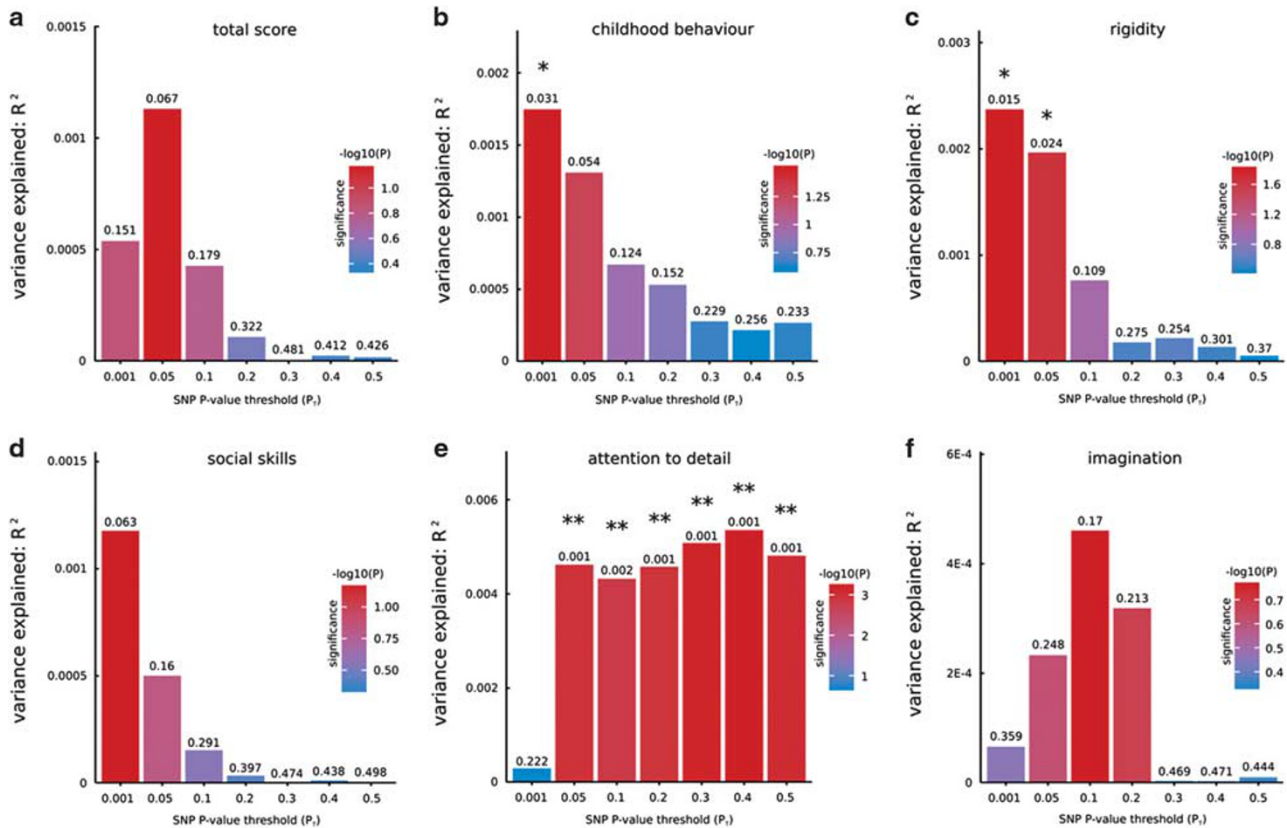 a
total score
variance explained: R²
0.0015
0.001
0.0005
0
0.151
0.067
0.179
0.322
0.481
0.412
0.426
-log10(P)
significance
1.0
0.8
0.6
0.4
0.001 0.05 0.1 0.2 0.3 0.4 0.5
SNP P-value threshold (P_T)
b
childhood behaviour
variance explained: R²
0.002
0.0015
0.001
0.0005
0
*
0.031
0.054
0.124
0.152
0.229
0.256
0.233
-log10(P)
significance
1.25
1
0.75
0.001 0.05 0.1 0.2 0.3 0.4 0.5
SNP P-value threshold (P_T)
c
rigidity
variance explained: R²
0.003
0.002
0.001
0
*
0.015
*
0.024
0.109
0.275
0.254
0.301
0.37
-log10(P)
significance
1.6
1.2
0.8
0.001 0.05 0.1 0.2 0.3 0.4 0.5
SNP P-value threshold (P_T)
d
social skills
variance explained: R²
0.0015
0.001
0.0005
0
0.063
0.16
0.291
0.397
0.474
0.438
0.498
-log10(P)
significance
1.00
0.75
0.50
0.001 0.05 0.1 0.2 0.3 0.4 0.5
SNP P-value threshold (P_T)
e
attention to detail
variance explained: R²
0.006
0.004
0.002
0
0.222
**
0.001
**
0.002
**
0.001
**
0.001
**
0.001
**
0.001
-log10(P)
significance
3
2
1
0.001 0.05 0.1 0.2 0.3 0.4 0.5
SNP P-value threshold (P_T)
f
imagination
variance explained: R²
6E-4
4E-4
2E-4
0
0.359
0.248
0.17
0.213
0.469
0.471
0.444
-log10(P)
significance
0.7
0.6
0.5
0.4
0.001 0.05 0.1 0.2 0.3 0.4 0.5
SNP P-value threshold (P_T)